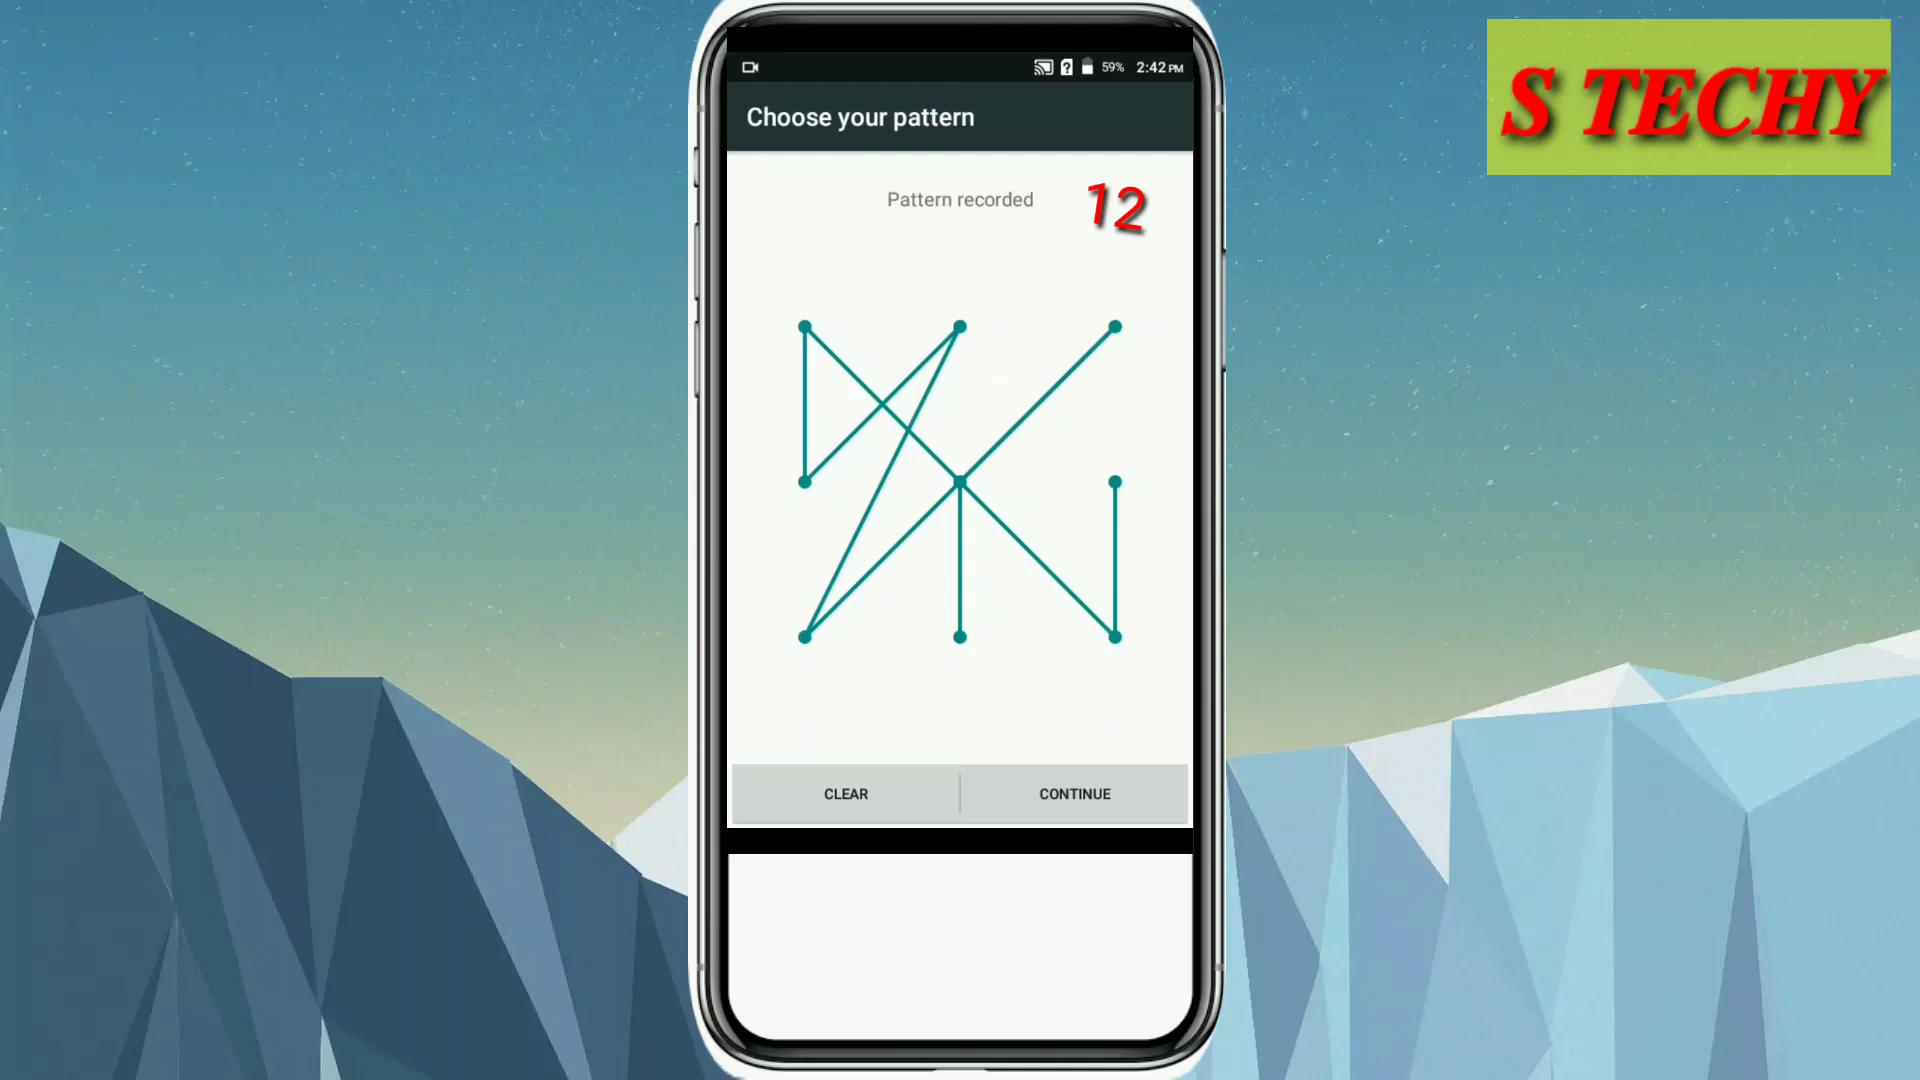 S TECHY
59% 2:42 PM
Choose your pattern
Pattern recorded
12
CLEAR
CONTINUE